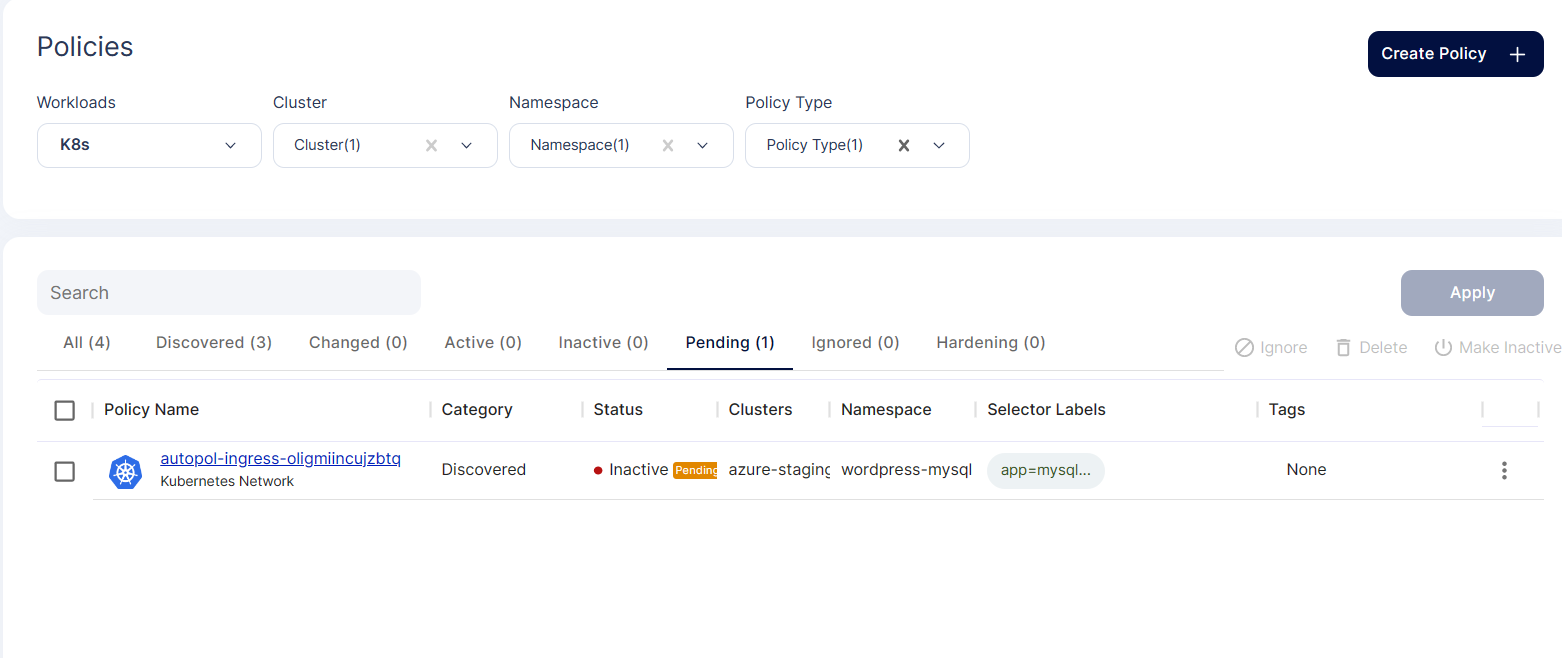 Policies
Create Policy
Workloads Cluster Namespace Policy Type
K8s Cluster(1) Namespace(1) Policy Type(1)
Search
Apply
All (4) Discovered (3) Changed (0) Active (0) Inactive (0) Pending (1) Ignored (0) Hardening (0) Ignore Delete Make Inactive
Policy Name Category Status Clusters Namespace Selector Labels Tags
autopol-ingress-oligmiincujzbtq
Kubernetes Network
Discovered Inactive Pending azure-staging wordpress-mysql app=mysql... None